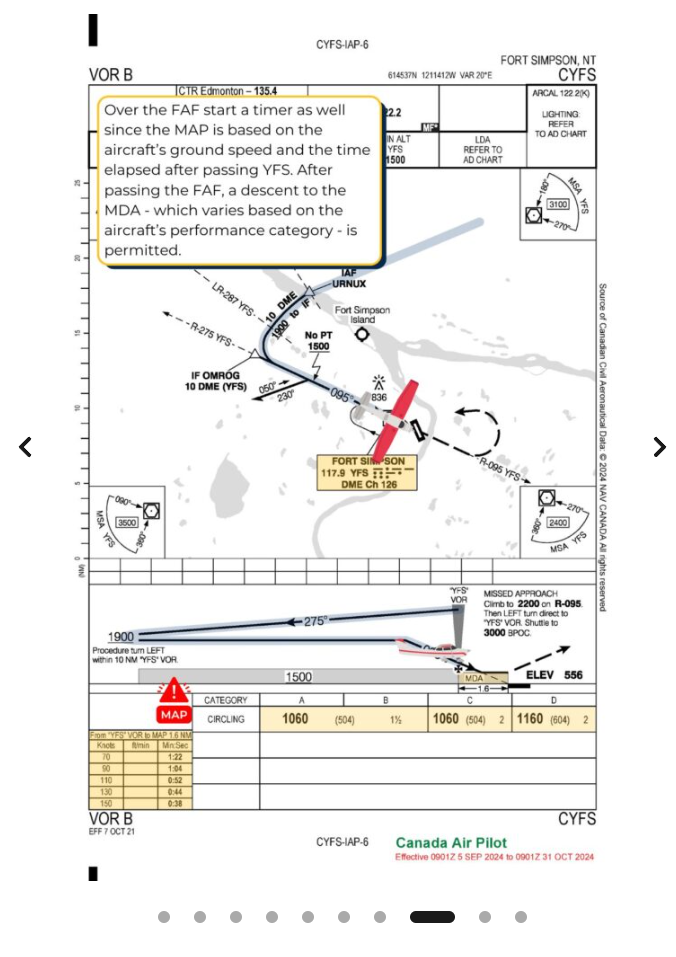 CYFS-IAP-6
FORT SIMPSON, NT
VOR B
614537N 1211412W VAR 20°E
CYFS
CTR Edmonton – 135.4
ARCAL 122.2(K)
Over the FAF start a timer as well
since the MAP is based on the
aircraft's ground speed and the time
elapsed after passing YFS. After
passing the FAF, a descent to the
MDA - which varies based on the
aircraft's performance category - is
permitted.
22.2
MF*
LIGHTING:
REFER
TO AD CHART
IN ALT
YFS
1500
LDA
REFER TO
AD CHART
25
20
15
10
5
0
(NM)
180°
3100
270°
MSA YFS
IAF
URNUX
LR-287 YFS
10 DME
1900 to IF
Fort Simpson
Island
R-275 YFS
No PT
1500
IF OMROG
10 DME (YFS)
050°
230°
095°
836
R-095 YFS
FORT SIMPSON
117.9 YFS
DME Ch 126
090°
3500
360°
MSA YFS
270°
2400
360°
MSA YFS
Source of Canadian Civil Aeronautical Data: © 2024 NAV CANADA All rights reserved
"YFS"
VOR
MISSED APPROACH
Climb to 2200 on R-095.
Then LEFT turn direct to
"YFS" VOR. Shuttle to
3000 BPOC.
275°
1900
Procedure turn LEFT
within 10 NM "YFS" VOR.
1500
MDA
ELEV 556
1.6
MAP
CATEGORY A B C D
CIRCLING 1060 (504) 1½ 1060 (504) 2 1160 (604) 2
From "YFS" VOR to MAP 1.6 NM
Knots ft/min Min:Sec
70 1:22
90 1:04
110 0:52
130 0:44
150 0:38
VOR B
CYFS
EFF 7 OCT 21
CYFS-IAP-6
Canada Air Pilot
Effective 0901Z 5 SEP 2024 to 0901Z 31 OCT 2024